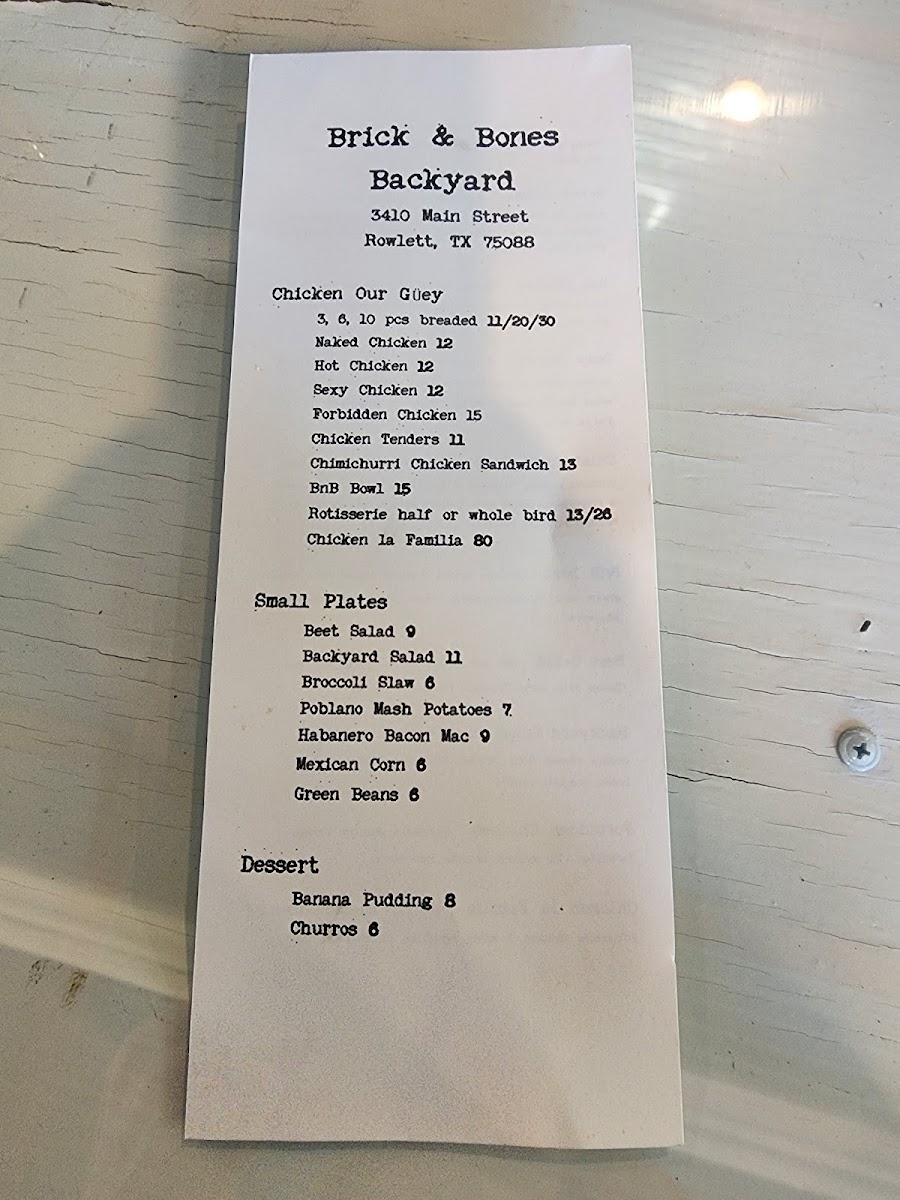 Brick & Bones
Backyard
3410 Main Street
Rowlett, TX 75088
Chicken Our Güey
3, 6, 10 pcs breaded 11/20/30
Naked Chicken 12
Hot Chicken 12
Sexy Chicken 12
Forbidden Chicken 15
Chicken Tenders 11
Chimichurri Chicken Sandwich 13
BnB Bowl 15
Rotisserie half or whole bird 13/26
Chicken la Familia 80
Small Plates
Beet Salad 9
Backyard Salad 11
Broccoli Slaw 6
Poblano Mash Potatoes 7
Habanero Bacon Mac 9
Mexican Corn 6
Green Beans 6
Dessert
Banana Pudding 8
Churros 6